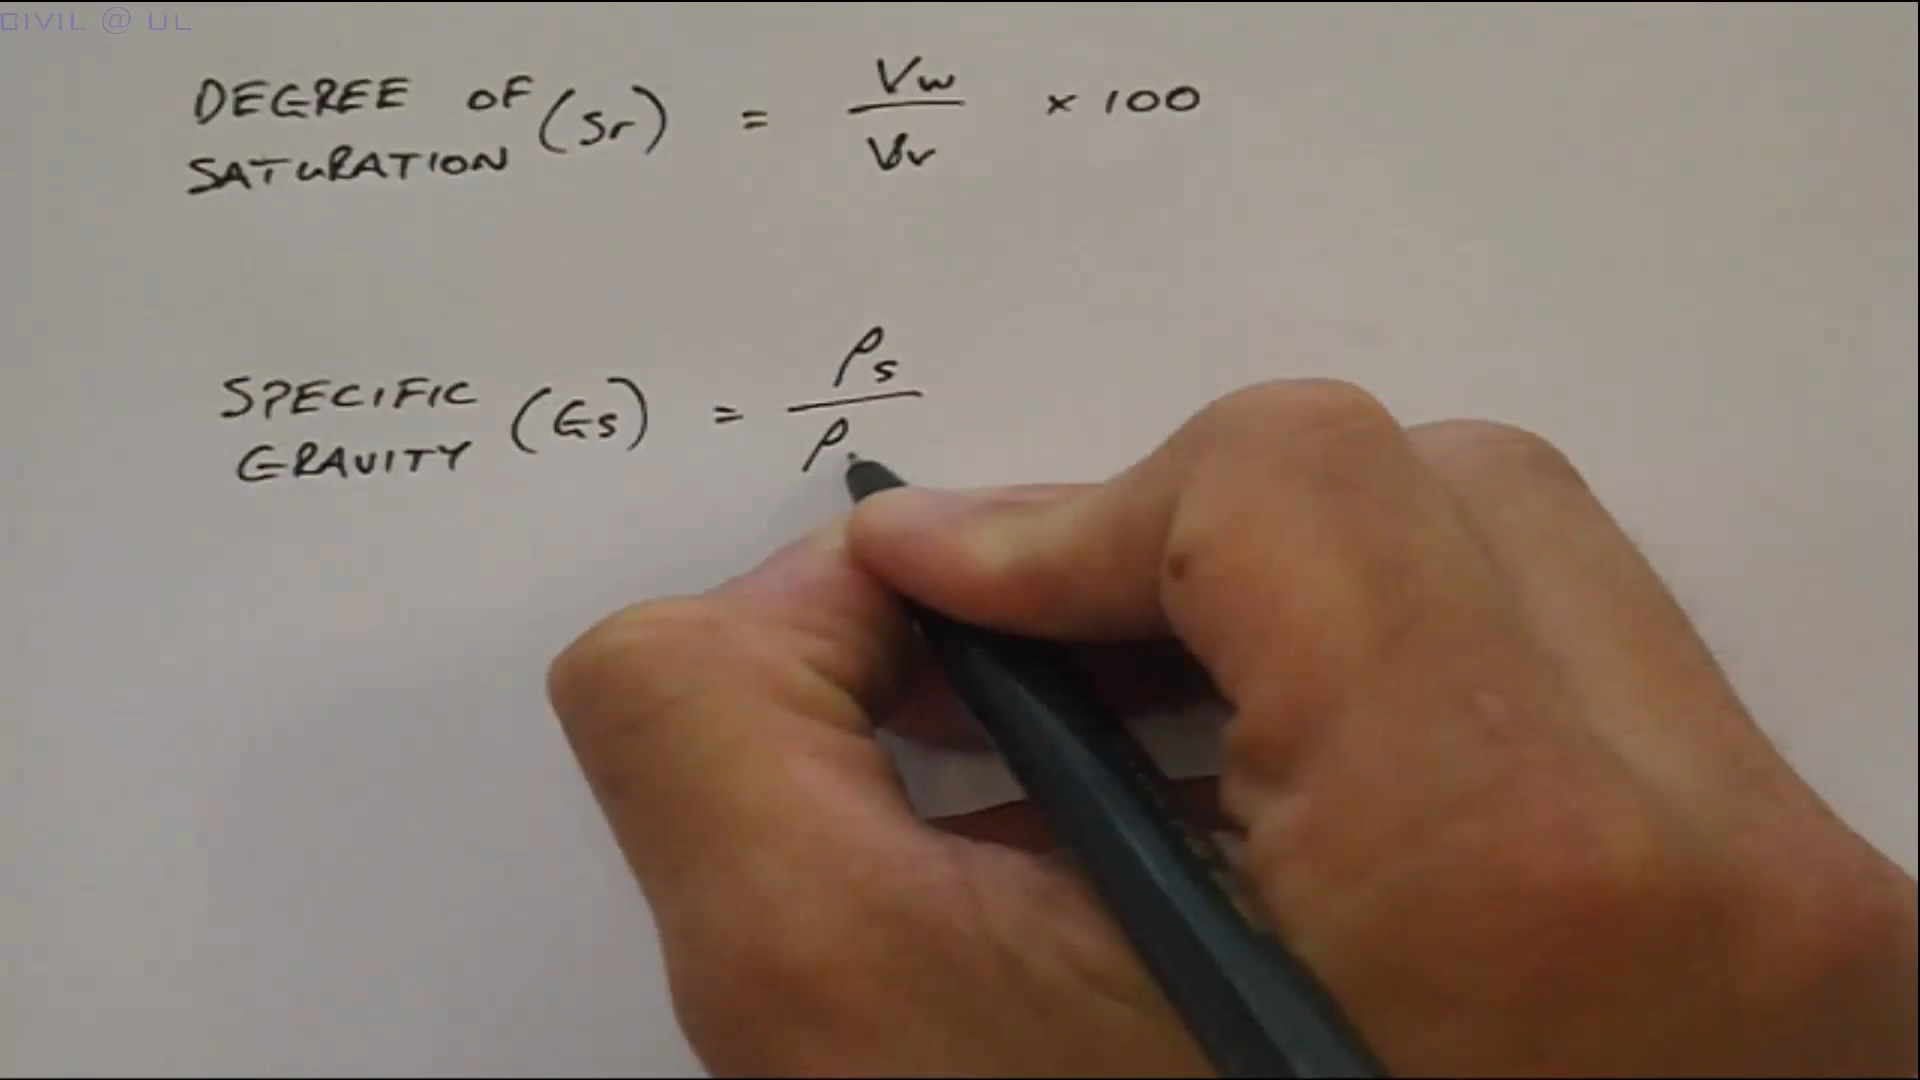 CIVIL @ UL
DEGREE OF
SATURATION (Sr) = Vw / Vv × 100
SPECIFIC
GRAVITY (Gs) = ρs / ρ